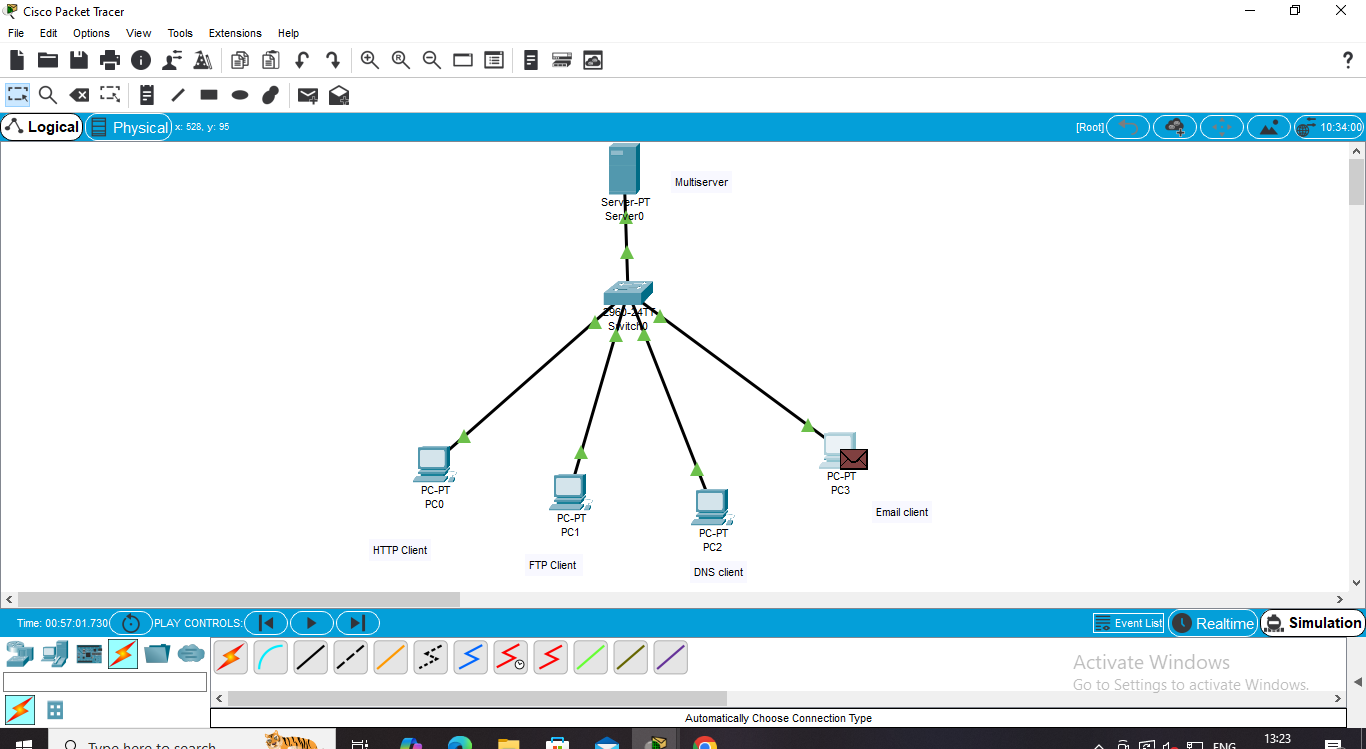 Cisco Packet Tracer
File Edit Options View Tools Extensions Help
Logical Physical x: 528, y: 95 [Root] 10:34:00
Multiserver
Server-PT
Server0
2960-24TT
Switch0
PC-PT
PC0
HTTP Client
PC-PT
PC1
FTP Client
PC-PT
PC2
DNS client
PC-PT
PC3
Email client
Time: 00:57:01.730 PLAY CONTROLS: Event List Realtime Simulation
Activate Windows
Go to Settings to activate Windows.
Automatically Choose Connection Type
Type here to search
ENG
13:23